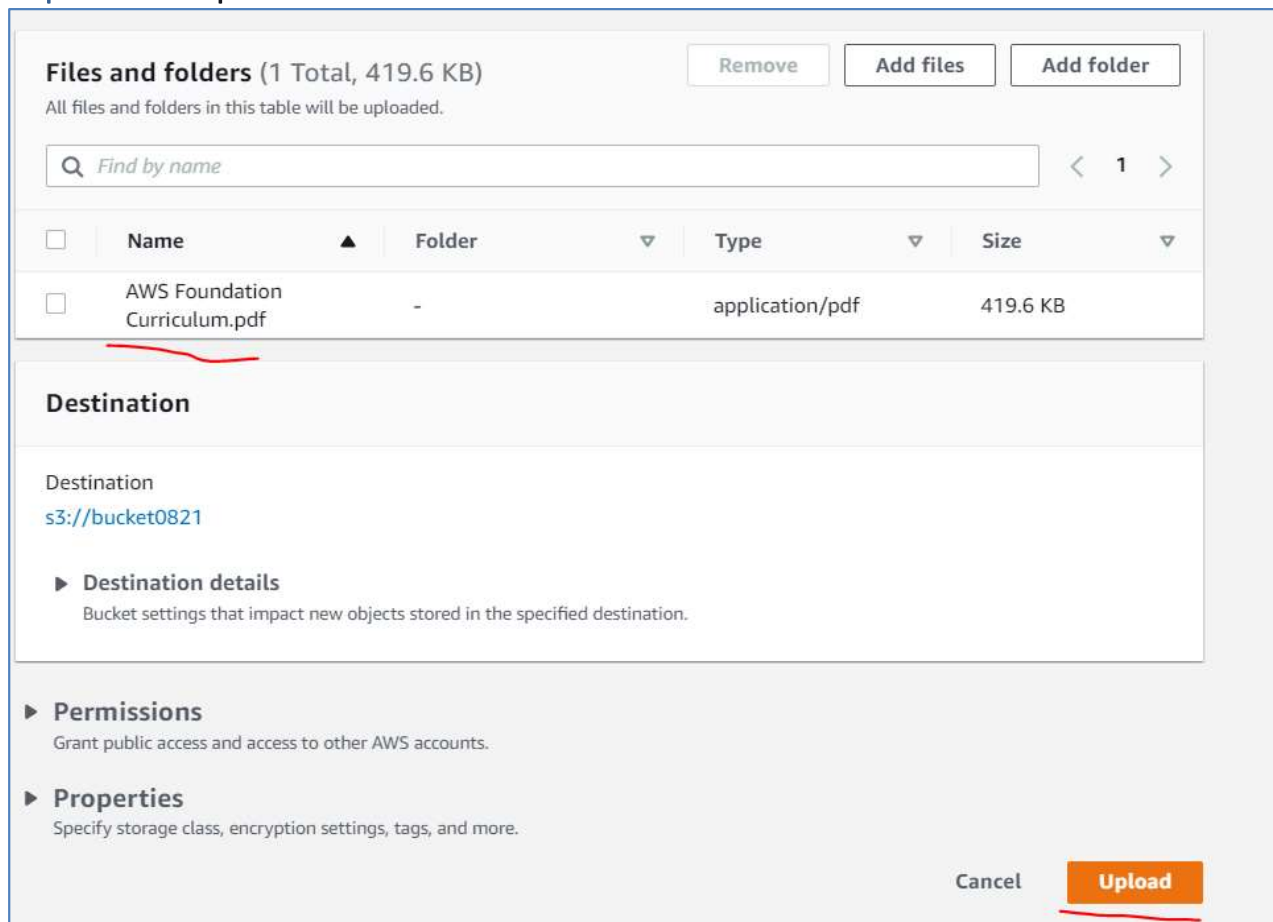 Files and folders (1 Total, 419.6 KB)
Remove
Add files
Add folder
All files and folders in this table will be uploaded.
Find by name
1
Name Folder Type Size
AWS Foundation
Curriculum.pdf
- application/pdf 419.6 KB
Destination
Destination
s3://bucket0821
Destination details
Bucket settings that impact new objects stored in the specified destination.
Permissions
Grant public access and access to other AWS accounts.
Properties
Specify storage class, encryption settings, tags, and more.
Cancel
Upload